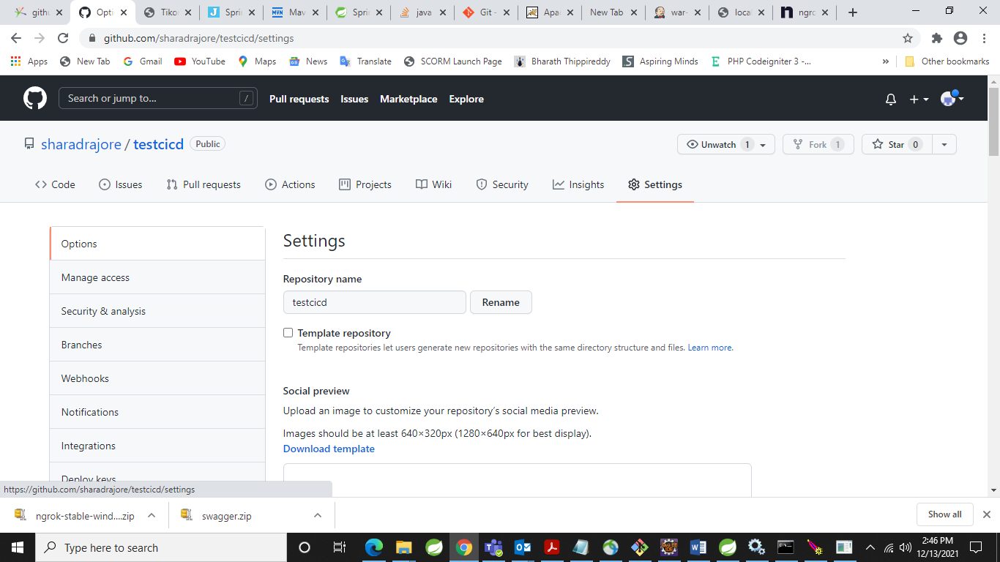 gith
Opti
Tiko
Sprin
Mav
Spri
java
Git -
Apa
New Tab
war-
loca
ngro
github.com/sharadrajore/testcicd/settings
Apps
New Tab
Gmail
YouTube
Maps
News
Translate
SCORM Launch Page
Bharath Thippireddy
Aspiring Minds
PHP Codeigniter 3 -...
»
Other bookmarks
Search or jump to...
/
Pull requests
Issues
Marketplace
Explore
sharadrajore / testcicd
Public
Unwatch 1
Fork 1
Star 0
Code
Issues
Pull requests
Actions
Projects
Wiki
Security
Insights
Settings
Options
Manage access
Security & analysis
Branches
Webhooks
Notifications
Integrations
Deploy keys
Settings
Repository name
testcicd
Rename
Template repository
Template repositories let users generate new repositories with the same directory structure and files. Learn more.
Social preview
Upload an image to customize your repository’s social media preview.
Images should be at least 640×320px (1280×640px for best display).
Download template
https://github.com/sharadrajore/testcicd/settings
ngrok-stable-wind....zip
swagger.zip
Show all
Type here to search
2:46 PM
12/13/2021